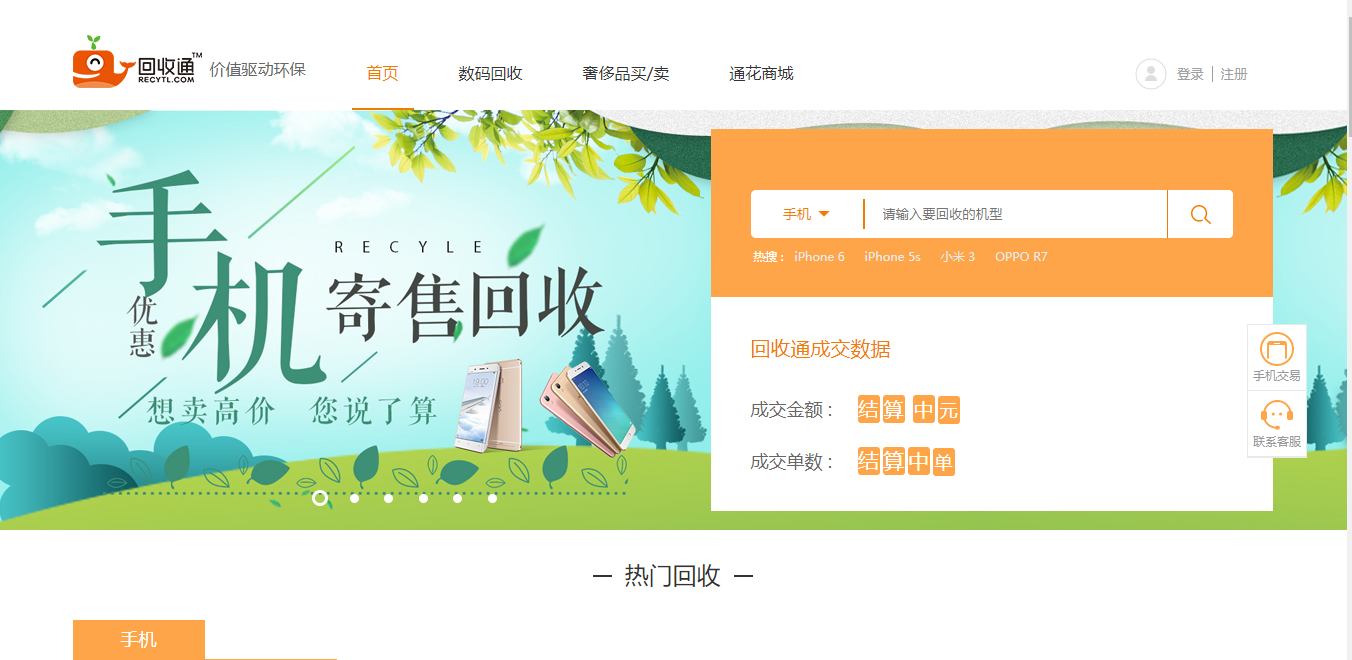 回收通™
RECYTL.COM
价值驱动环保
首页 数码回收 奢侈品买/卖 通花商城
登录 | 注册
手机
优惠
RECYLE
寄售回收
想卖高价 您说了算
手机 请输入要回收的机型
热搜： iPhone 6 iPhone 5s 小米 3 OPPO R7
回收通成交数据
成交金额： 结算中元
成交单数： 结算中单
手机交易
联系客服
— 热门回收 —
手机